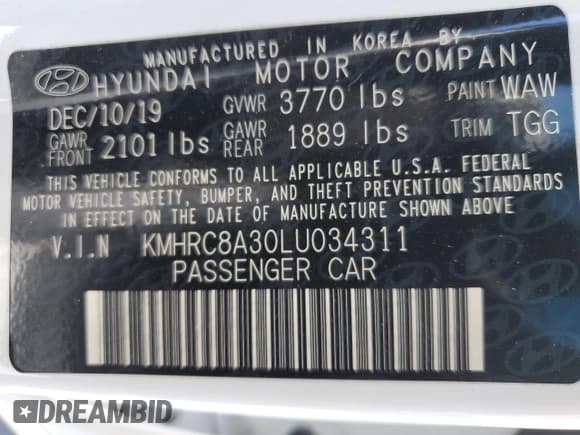 MANUFACTURED IN KOREA BY
HYUNDAI MOTOR COMPANY
DEC/10/19 GVWR 3770 lbs PAINT WAW
GAWR FRONT 2101 lbs GAWR REAR 1889 lbs TRIM TGG
THIS VEHICLE CONFORMS TO ALL APPLICABLE U.S.A. FEDERAL
MOTOR VEHICLE SAFETY, BUMPER, AND THEFT PREVENTION STANDARDS
IN EFFECT ON THE DATE OF MANUFACTURE SHOWN ABOVE
V.I.N KMHRC8A30LU034311
PASSENGER CAR
DREAMBID